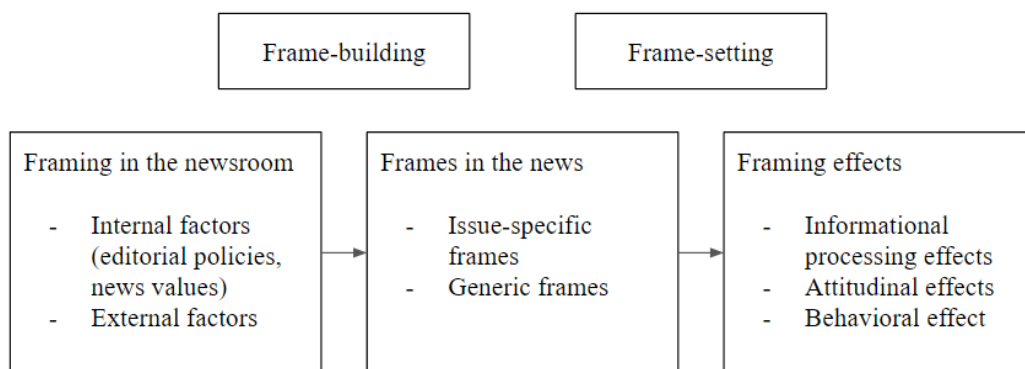 Frame-building
Frame-setting
Framing in the newsroom
- Internal factors
(editorial policies,
news values)
- External factors
Frames in the news
- Issue-specific
frames
- Generic frames
Framing effects
- Informational
processing effects
- Attitudinal effects
- Behavioral effect